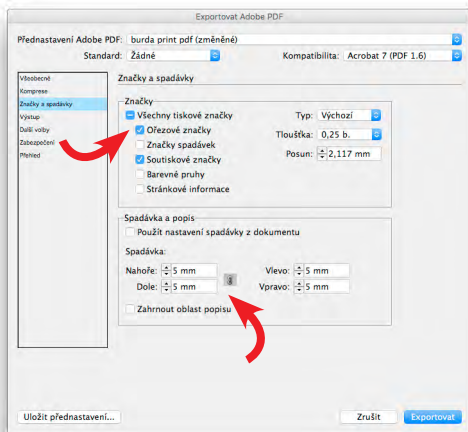 Exportovat Adobe PDF
Přednastavení Adobe PDF: burda print pdf (změněné)
Standard: Žádné Kompatibilita: Acrobat 7 (PDF 1.6)
Všeobecné
Komprese
Značky a spadávky
Výstup
Další volby
Zabezpečení
Přehled
Značky a spadávky
Značky
Všechny tiskové značky
Ořezové značky
Značky spadávek
Soutiskové značky
Barevné pruhy
Stránkové informace
Typ: Výchozí
Tloušťka: 0,25 b.
Posun: 2,117 mm
Spadávka a popis
Použít nastavení spadávky z dokumentu
Spadávka:
Nahoře: 5 mm Vlevo: 5 mm
Dole: 5 mm Vpravo: 5 mm
Zahrnout oblast popisu
Uložit přednastavení... Zrušit Exportovat